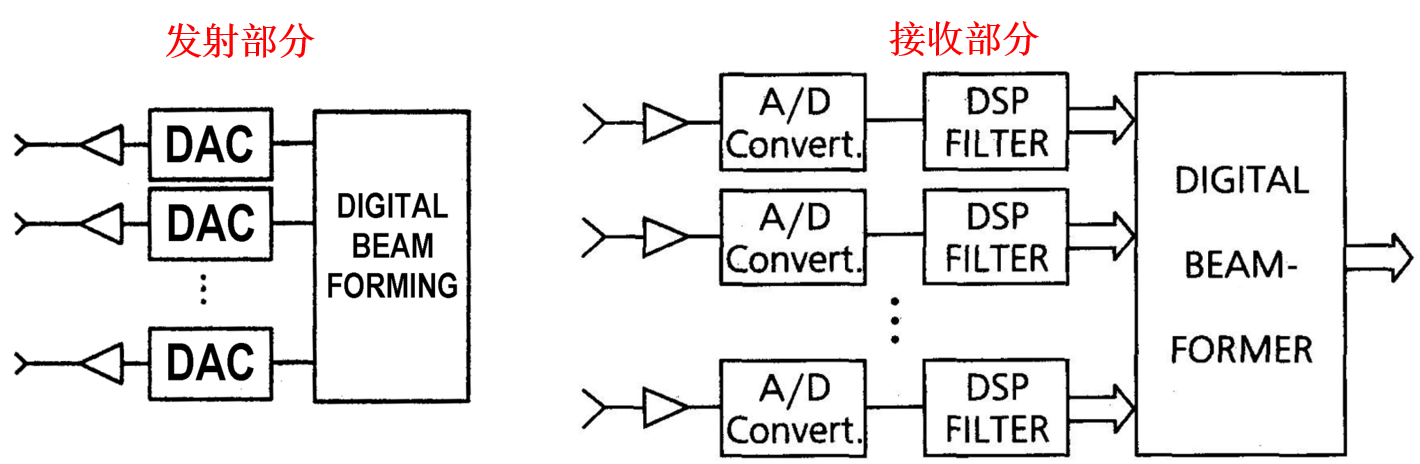 发射部分
DAC
DAC
DAC
DIGITAL
BEAM
FORMING
接收部分
A/D
Convert.
DSP
FILTER
A/D
Convert.
DSP
FILTER
A/D
Convert.
DSP
FILTER
DIGITAL
BEAM-
FORMER